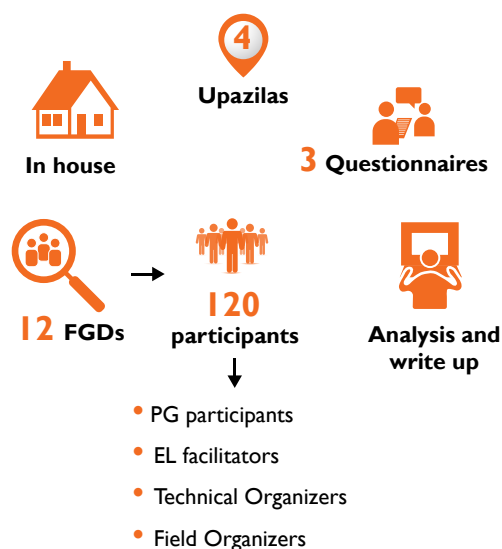 4
Upazilas
In house
3 Questionnaires
12 FGDs
120
participants
Analysis and
write up
• PG participants
• EL facilitators
• Technical Organizers
• Field Organizers